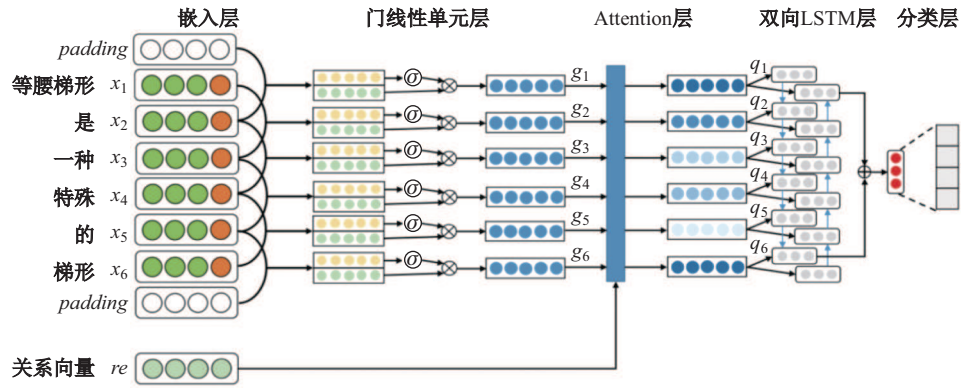 嵌入层 门线性单元层 Attention层 双向LSTM层 分类层
padding
等腰梯形 x1 σ g1 q1
是 x2 σ g2 q2
一种 x3 σ g3 q3
特殊 x4 σ g4 q4
的 x5 σ g5 q5
梯形 x6 σ g6 q6
padding
关系向量 re